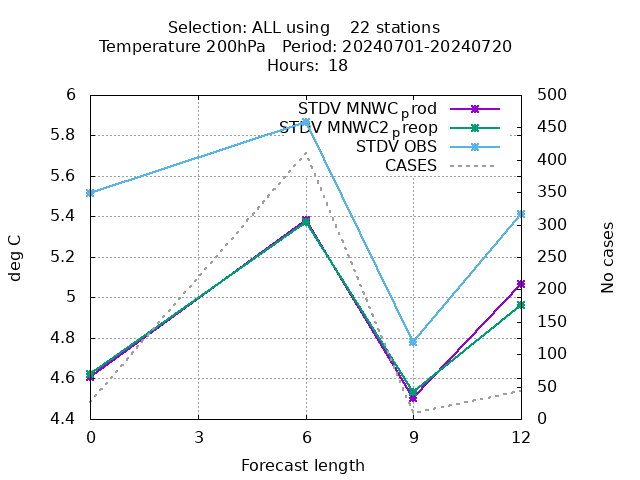 Selection: ALL using    22 stations
Temperature 200hPa   Period: 20240701-20240720
Hours: 18
STDV MNWC_prod
STDV MNWC2_preop
STDV OBS
CASES
6
5.8
5.6
5.4
5.2
5
4.8
4.6
4.4
500
450
400
350
300
250
200
150
100
50
0
deg C
No cases
0 3 6 9 12
Forecast length